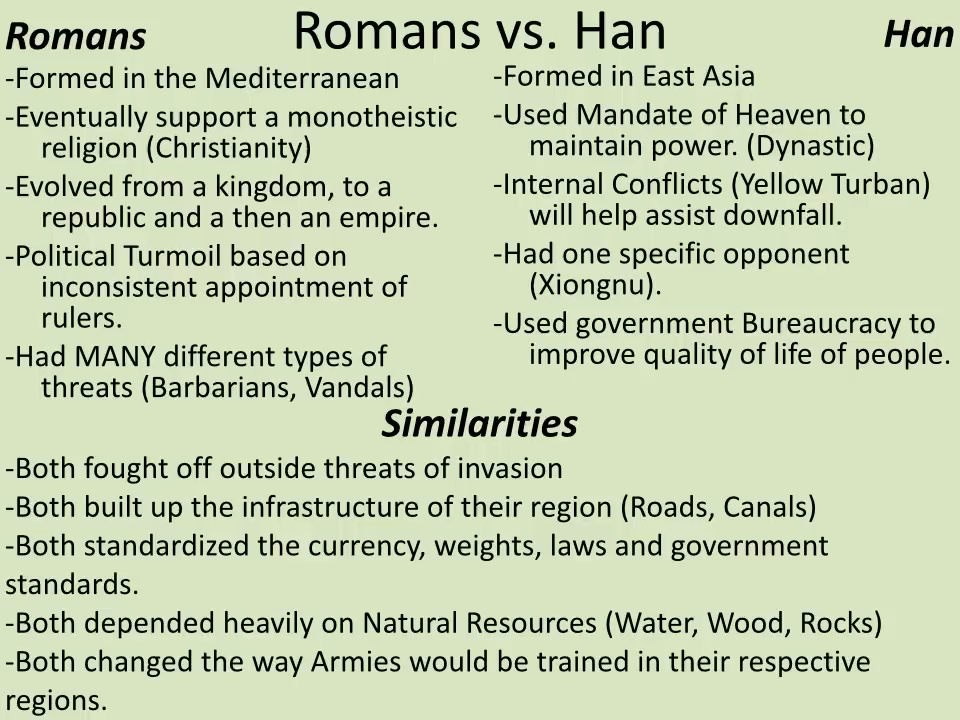 Romans vs. Han
Romans
-Formed in the Mediterranean
-Eventually support a monotheistic
religion (Christianity)
-Evolved from a kingdom, to a
republic and a then an empire.
-Political Turmoil based on
inconsistent appointment of
rulers.
-Had MANY different types of
threats (Barbarians, Vandals)
Han
-Formed in East Asia
-Used Mandate of Heaven to
maintain power. (Dynastic)
-Internal Conflicts (Yellow Turban)
will help assist downfall.
-Had one specific opponent
(Xiongnu).
-Used government Bureaucracy to
improve quality of life of people.
Similarities
-Both fought off outside threats of invasion
-Both built up the infrastructure of their region (Roads, Canals)
-Both standardized the currency, weights, laws and government
standards.
-Both depended heavily on Natural Resources (Water, Wood, Rocks)
-Both changed the way Armies would be trained in their respective
regions.